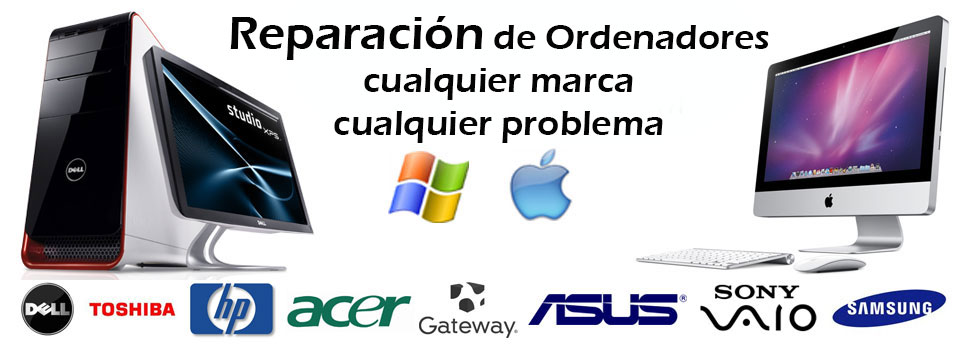 Reparación de Ordenadores
cualquier marca
cualquier problema
studio XPS
DELL
DELL
DELL
TOSHIBA
hp
acer
Gateway
ASUS
SONY
VAIO
SAMSUNG